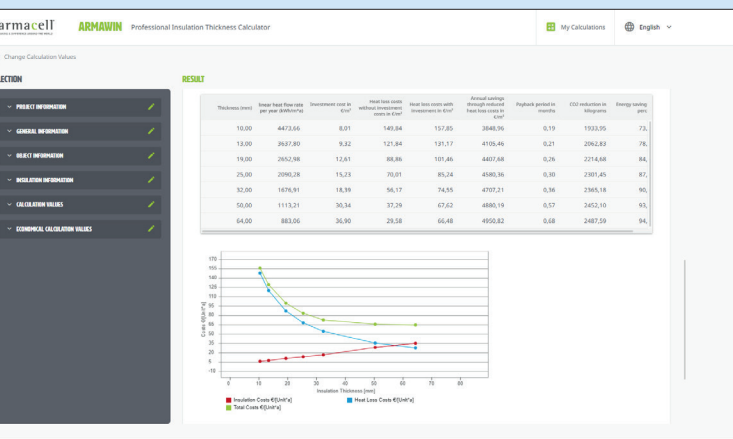 armacell ARMAWIN Professional Insulation Thickness Calculator My Calculations English
Change Calculation Values
LECTION RESULT
PROJECT INFORMATION
GENERAL INFORMATION
OBJECT INFORMATION
INSULATION INFORMATION
CALCULATION VALUES
ECONOMICAL CALCULATION VALUES
Thickness [mm] linear heat flow rate per year (kWh/m*a) Investment cost in €/m² Heat loss costs without investment costs in €/m² Heat loss costs with investment in €/m² Annual savings through reduced heat loss costs in €/m² Payback period in months CO2 reduction in kilograms Energy saving perc
10,00 4473,66 8,01 149,84 157,85 3848,96 0,19 1933,95 73,
13,00 3637,80 9,32 121,84 131,17 4105,46 0,21 2062,83 78,
19,00 2652,98 12,61 88,86 101,46 4407,68 0,26 2214,68 84,
25,00 2090,28 15,23 70,01 85,24 4580,36 0,30 2301,45 87,
32,00 1676,91 18,39 56,17 74,55 4707,21 0,36 2365,18 90,
50,00 1113,21 30,34 37,29 67,62 4880,19 0,57 2452,10 93,
64,00 883,06 36,90 29,58 66,48 4950,82 0,68 2487,59 94,
170
155
140
125
110
95
80
65
50
35
20
5
-10
Costs €/[Unit*a]
0 10 20 30 40 50 60 70 80
Insulation Thickness [mm]
Insulation Costs €/[Unit*a] Heat Loss Costs €/[Unit*a]
Total Costs €/[Unit*a]